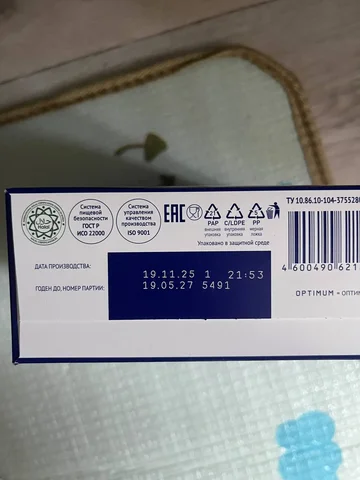 Система
пищевой
безопасности
ГОСТ Р
ИСО 22000
Система
управления
качеством
производства
ISO 9001
EAC
PAP
внешняя
упаковка
C/LDPE
внутренняя
упаковка
PP
мерная
ложка
Упаковано в защитной среде
ТУ 10.86.10-104-3755280
ДАТА ПРОИЗВОДСТВА:
19.11.25 1 21:53
ГОДЕН ДО, НОМЕР ПАРТИИ:
19.05.27 5491
4 600490 621
OPTIMUM = ОПТИ